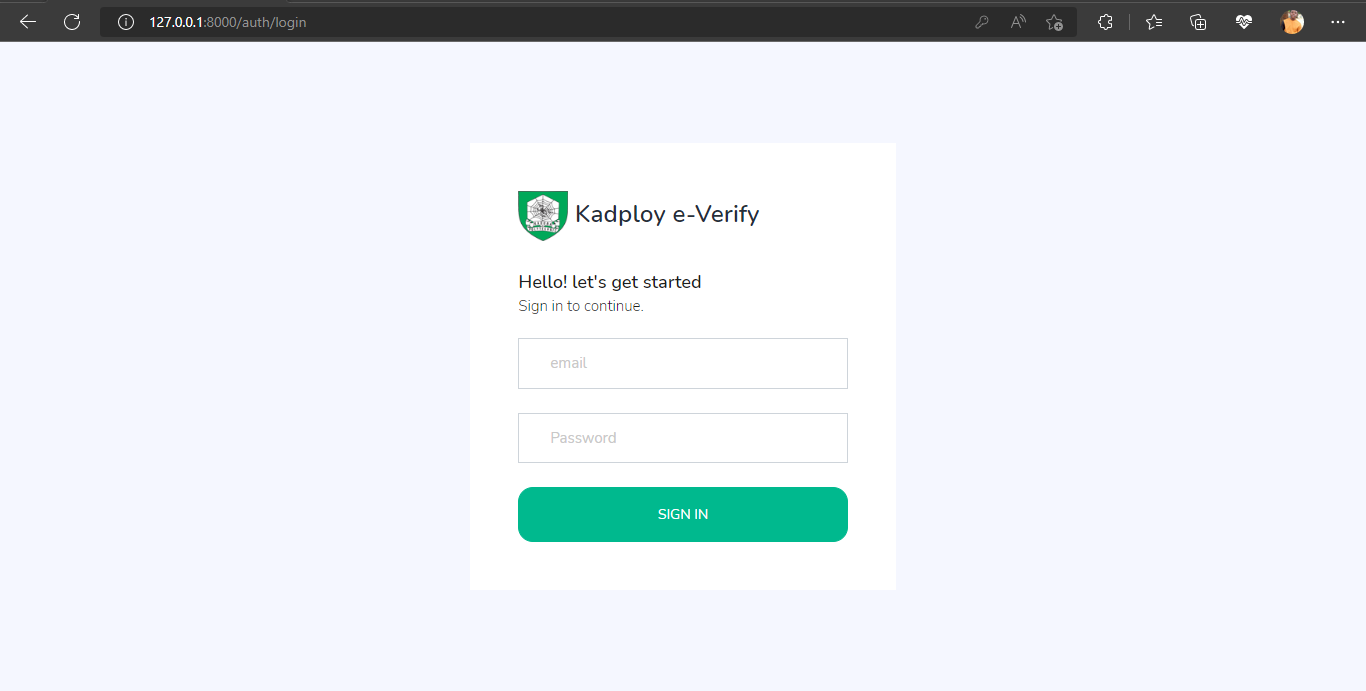 127.0.0.1:8000/auth/login
Kadploy e-Verify
Hello! let's get started
Sign in to continue.
email
Password
SIGN IN